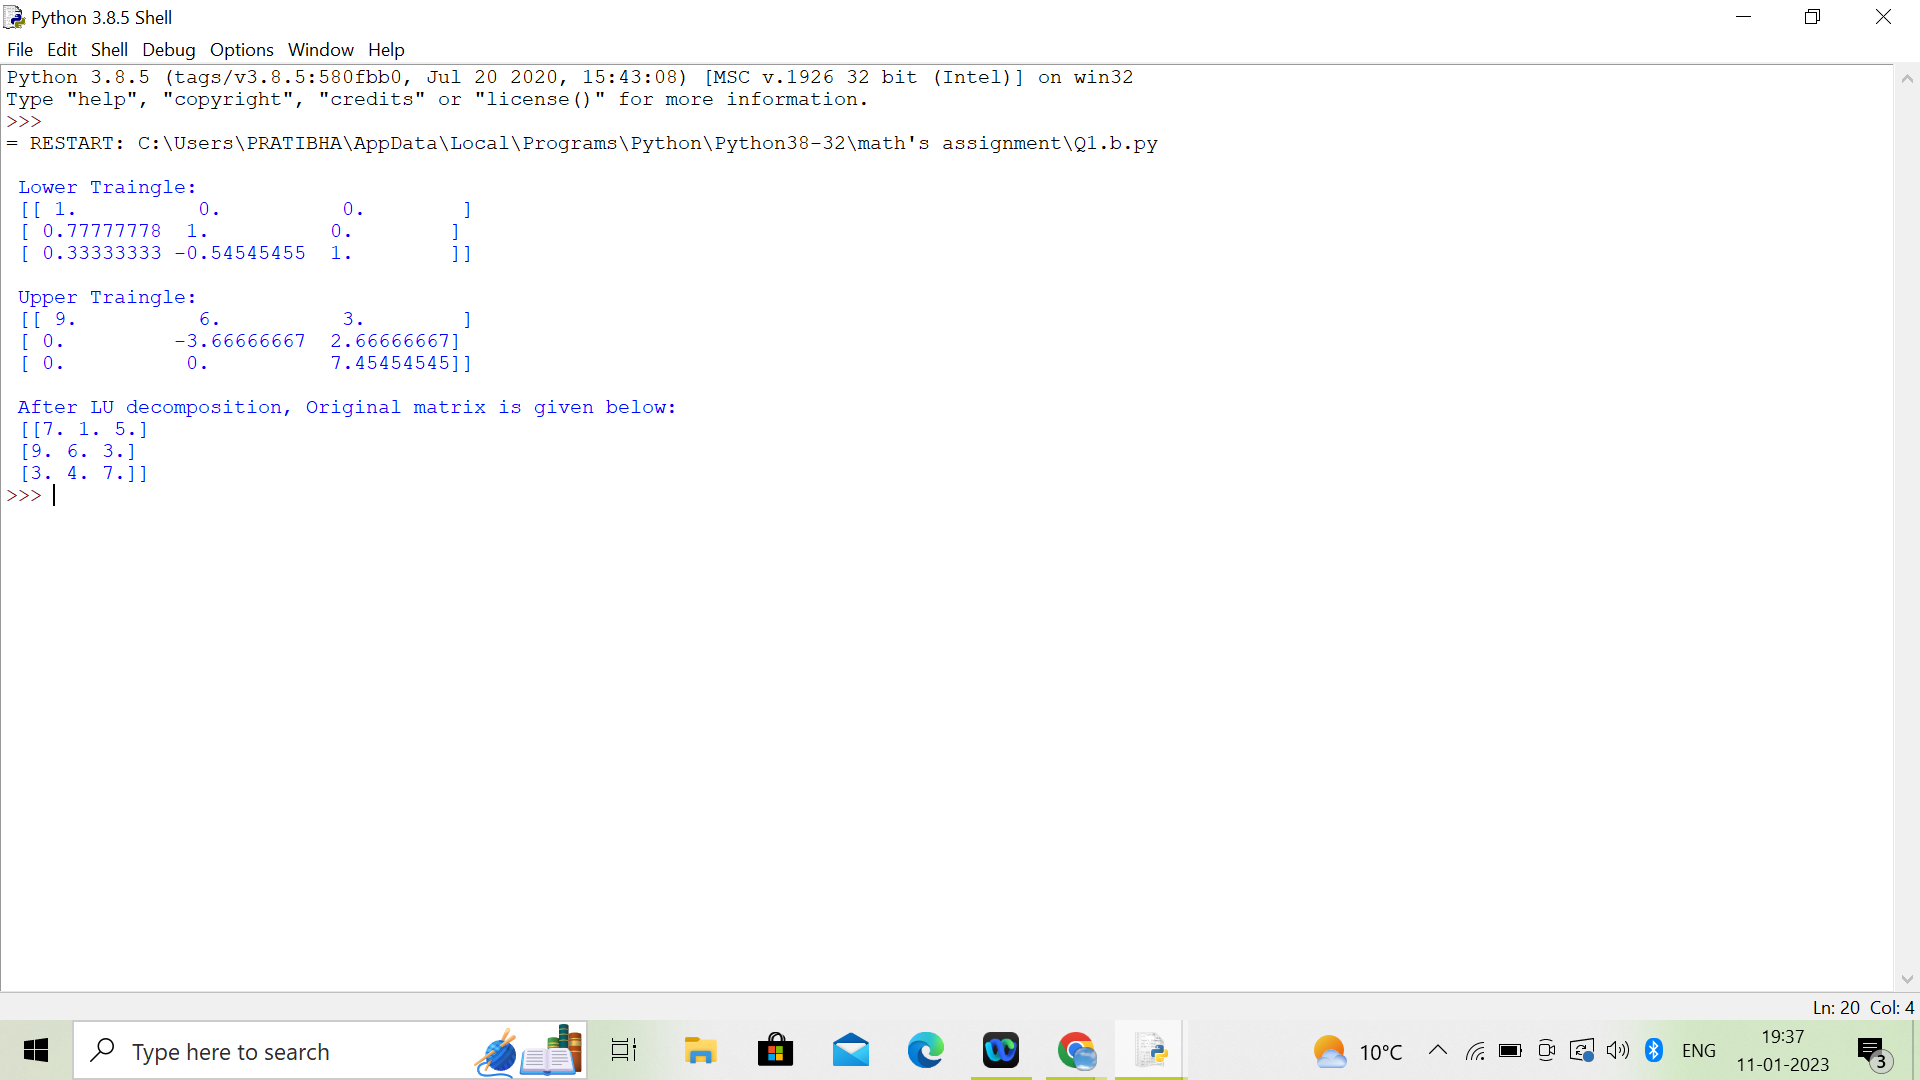 Python 3.8.5 Shell
File Edit Shell Debug Options Window Help
Python 3.8.5 (tags/v3.8.5:580fbb0, Jul 20 2020, 15:43:08) [MSC v.1926 32 bit (Intel)] on win32
Type "help", "copyright", "credits" or "license()" for more information.
>>>
= RESTART: C:\Users\PRATIBHA\AppData\Local\Programs\Python\Python38-32\math's assignment\Q1.b.py
Lower Traingle:
[[ 1.          0.          0.        ]
[ 0.77777778  1.          0.        ]
[ 0.33333333 -0.54545455  1.        ]]
Upper Traingle:
[[ 9.          6.          3.        ]
[ 0.         -3.66666667  2.66666667]
[ 0.          0.          7.45454545]]
After LU decomposition, Original matrix is given below:
[[7. 1. 5.]
[9. 6. 3.]
[3. 4. 7.]]
>>>
Ln: 20 Col: 4
Type here to search
10°C
ENG
19:37
11-01-2023
3